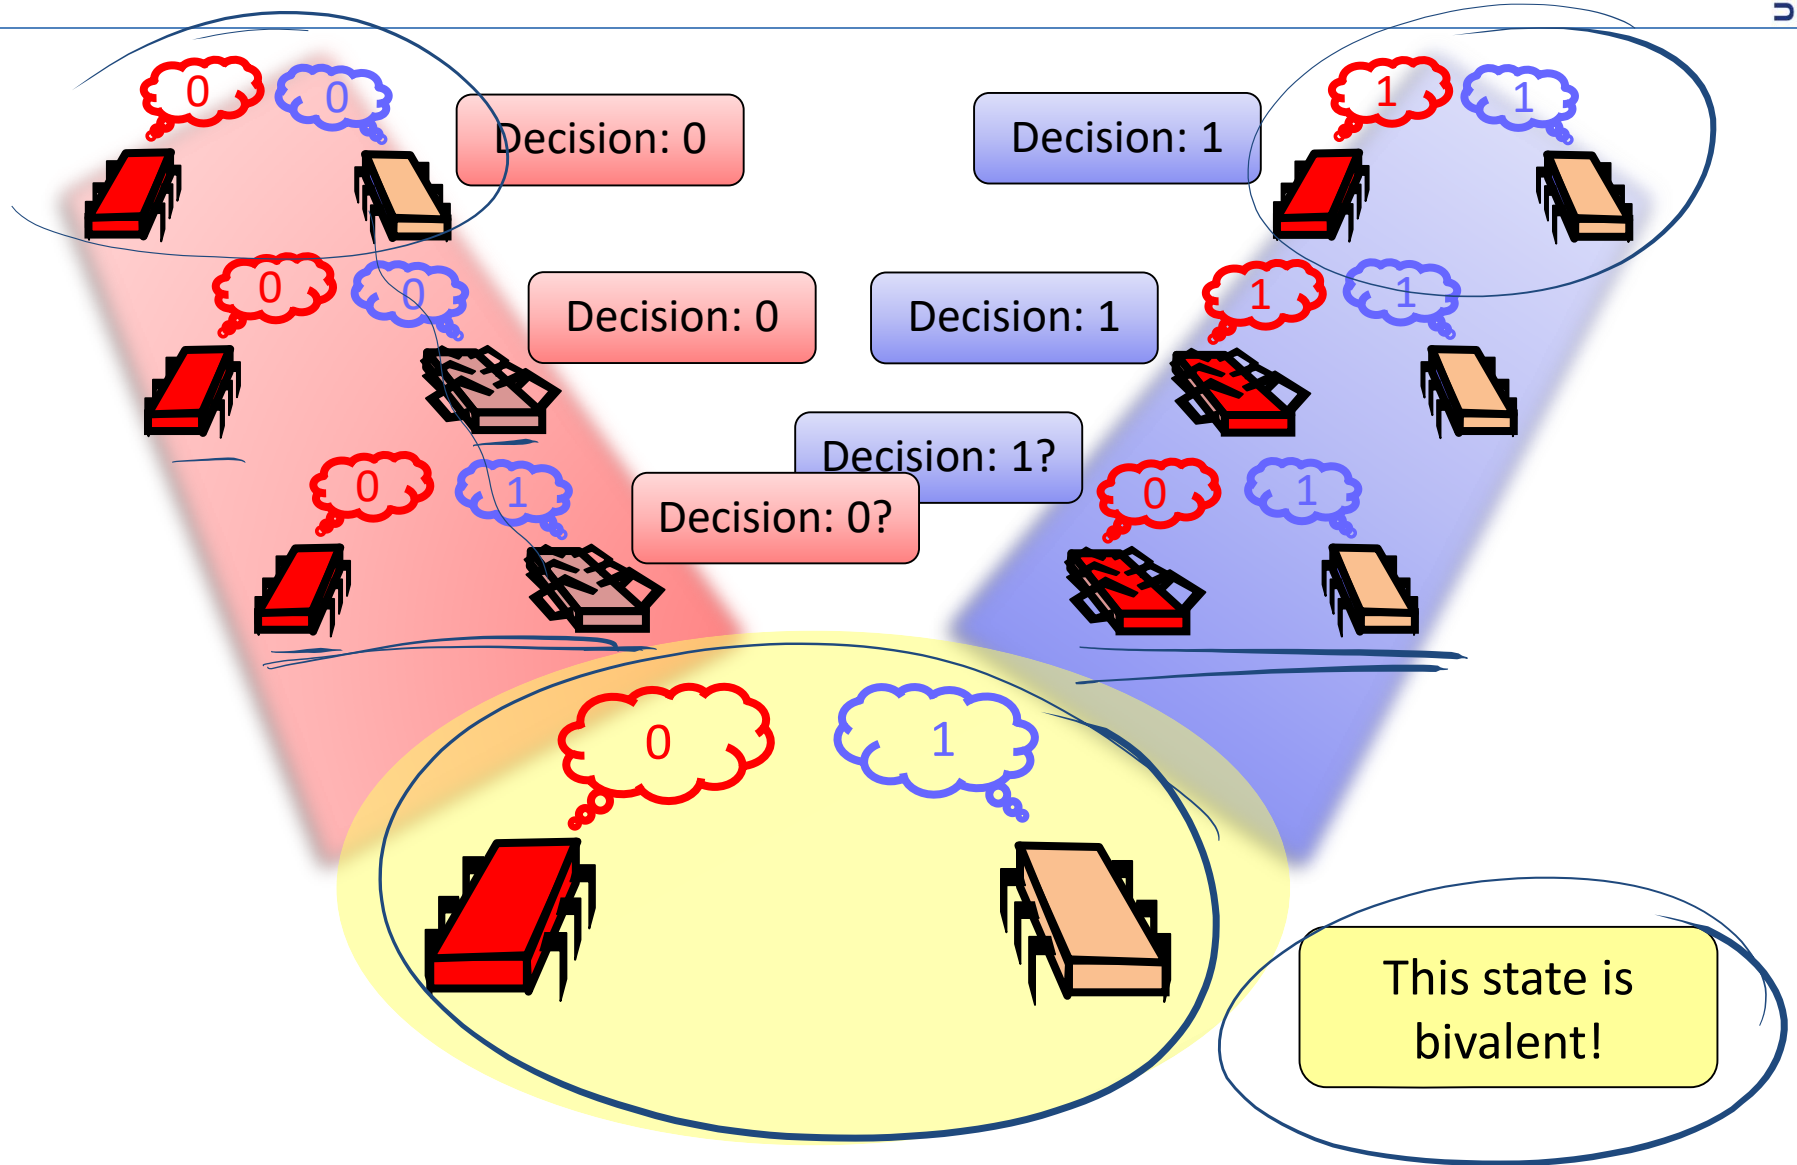 0 0 Decision: 0 Decision: 1 1 1
0 0 Decision: 0 Decision: 1 1 1
Decision: 1?
0 1 Decision: 0? 0 1
0 1
This state is
bivalent!